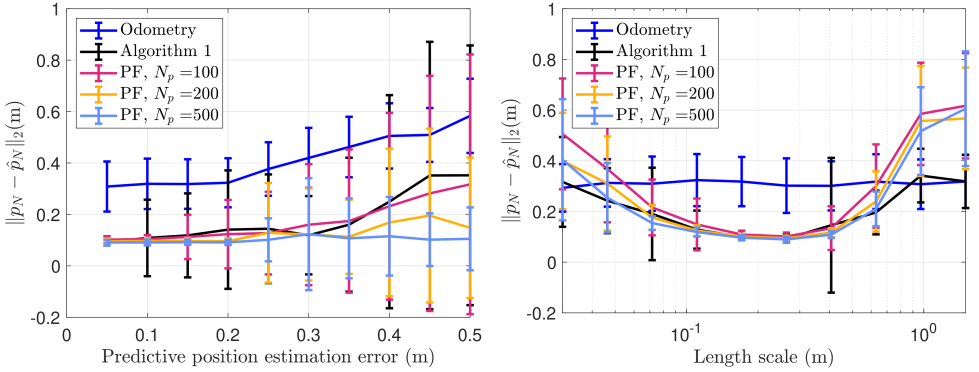 1
0.8
0.6
0.4
0.2
0
-0.2
‖p_N − p̂_N‖_2(m)
Odometry
Algorithm 1
PF, N_p =100
PF, N_p =200
PF, N_p =500
0 0.1 0.2 0.3 0.4 0.5
Predictive position estimation error (m)
1
0.8
0.6
0.4
0.2
0
-0.2
‖p_N − p̂_N‖_2(m)
Odometry
Algorithm 1
PF, N_p =100
PF, N_p =200
PF, N_p =500
10^-1 10^0
Length scale (m)